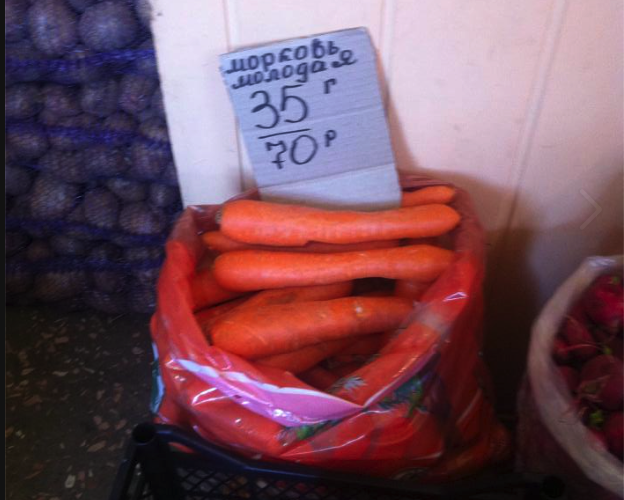 морковь
молодая
35 г
70 р